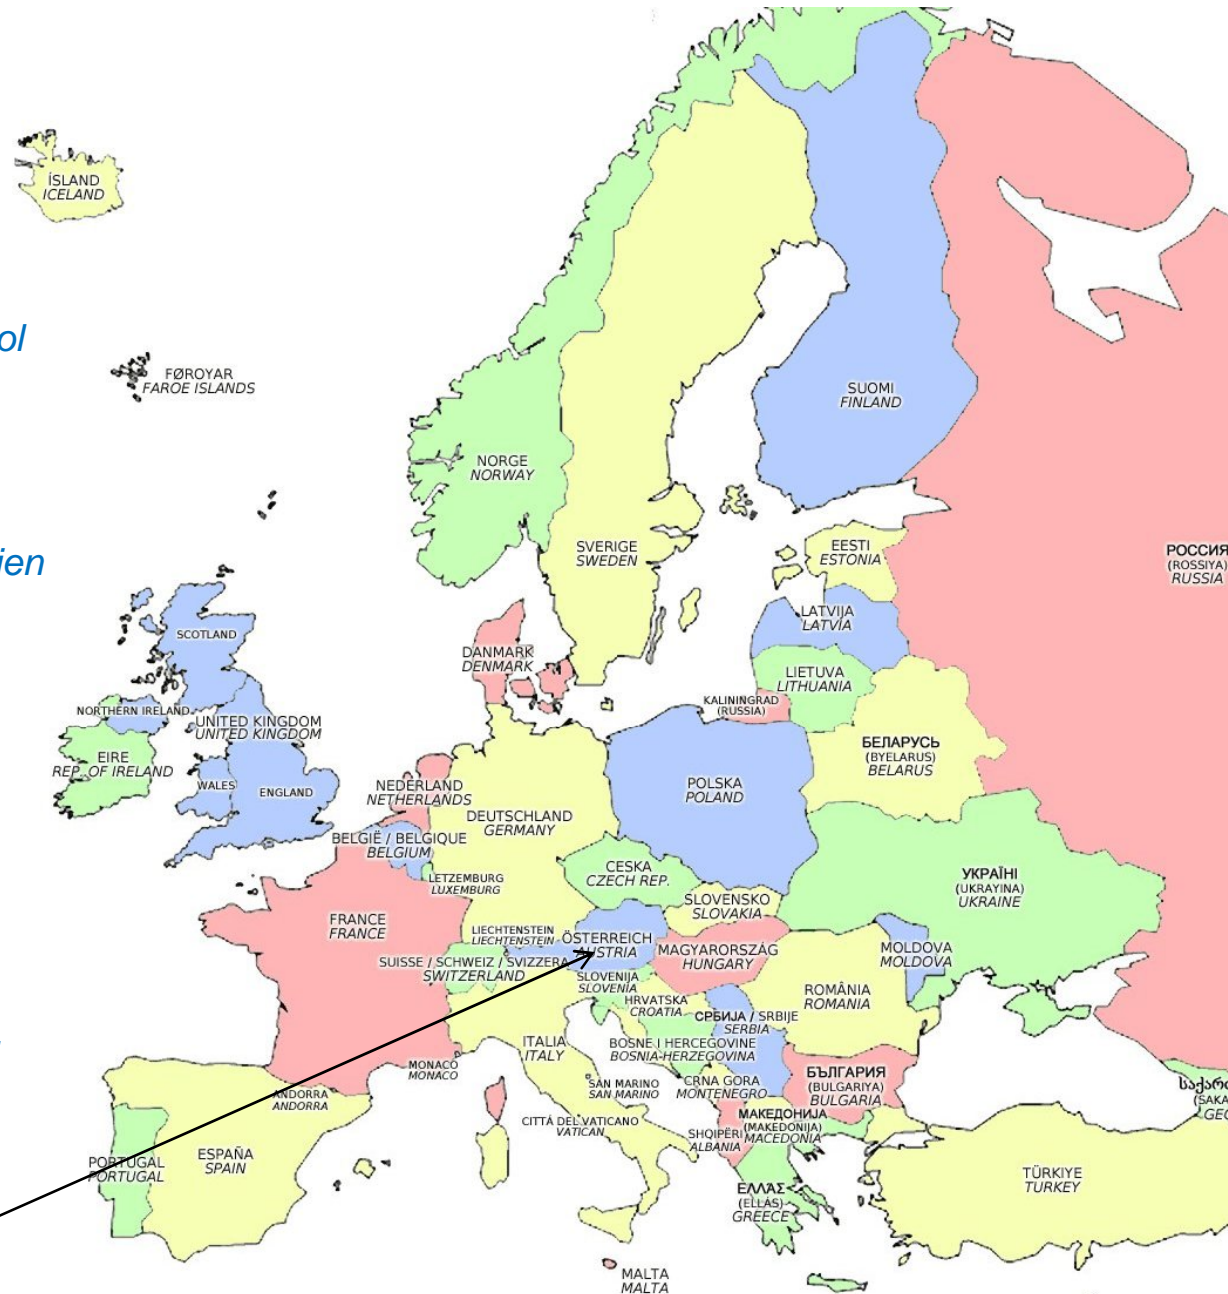 ÍSLAND
ICELAND
ol
FØROYAR
FAROE ISLANDS
SUOMI
FINLAND
NORGE
NORWAY
SVERIGE
SWEDEN
EESTI
ESTONIA
РОССИЯ
(ROSSIYA)
RUSSIA
ien
LATVIJA
LATVIA
SCOTLAND
DANMARK
DENMARK
LIETUVA
LITHUANIA
KALININGRAD
(RUSSIA)
NORTHERN IRELAND
UNITED KINGDOM
UNITED KINGDOM
EIRE
REP. OF IRELAND
WALES
ENGLAND
БЕЛАРУСЬ
(BYELARUS)
BELARUS
NEDERLAND
NETHERLANDS
POLSKA
POLAND
DEUTSCHLAND
GERMANY
BELGIË / BELGIQUE
BELGIUM
LETZEMBURG
LUXEMBURG
CESKA
CZECH REP.
SLOVENSKO
SLOVAKIA
УКРАЇНІ
(UKRAYINA)
UKRAINE
FRANCE
FRANCE
LIECHTENSTEIN
LIECHTENSTEIN
ÖSTERREICH
AUSTRIA
MAGYARORSZÁG
HUNGARY
MOLDOVA
MOLDOVA
SUISSE / SCHWEIZ / SVIZZERA
SWITZERLAND
SLOVENIJA
SLOVENIA
HRVATSKA
CROATIA
ROMÂNIA
ROMANIA
СРБИЈА / SRBIJE
SERBIA
ITALIA
ITALY
BOSNE I HERCEGOVINE
BOSNIA-HERZEGOVINA
MONACO
MONACO
SAN MARINO
SAN MARINO
CRNA GORA
MONTENEGRO
БЪЛГАРИЯ
(BULGARIYA)
BULGARIA
ANDORRA
ANDORRA
CITTÁ DEL VATICANO
VATICAN
МАКЕДОНИЈА
(MAKEDONIJA)
MACEDONIA
SHQIPËRI
ALBANIA
საქარ
(SAKA
GEO
PORTUGAL
PORTUGAL
ESPAÑA
SPAIN
ΕΛΛΑΣ
(ELLÁS)
GREECE
TÜRKIYE
TURKEY
MALTA
MALTA